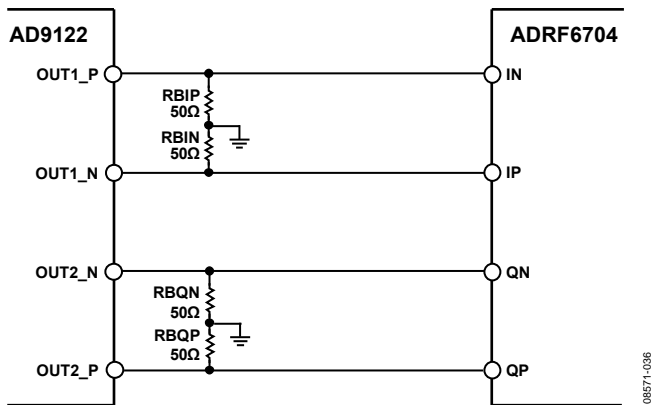 AD9122
ADRF6704
OUT1_P
IN
RBIP
50Ω
RBIN
50Ω
OUT1_N
IP
OUT2_N
QN
RBQN
50Ω
RBQP
50Ω
OUT2_P
QP
08571-036